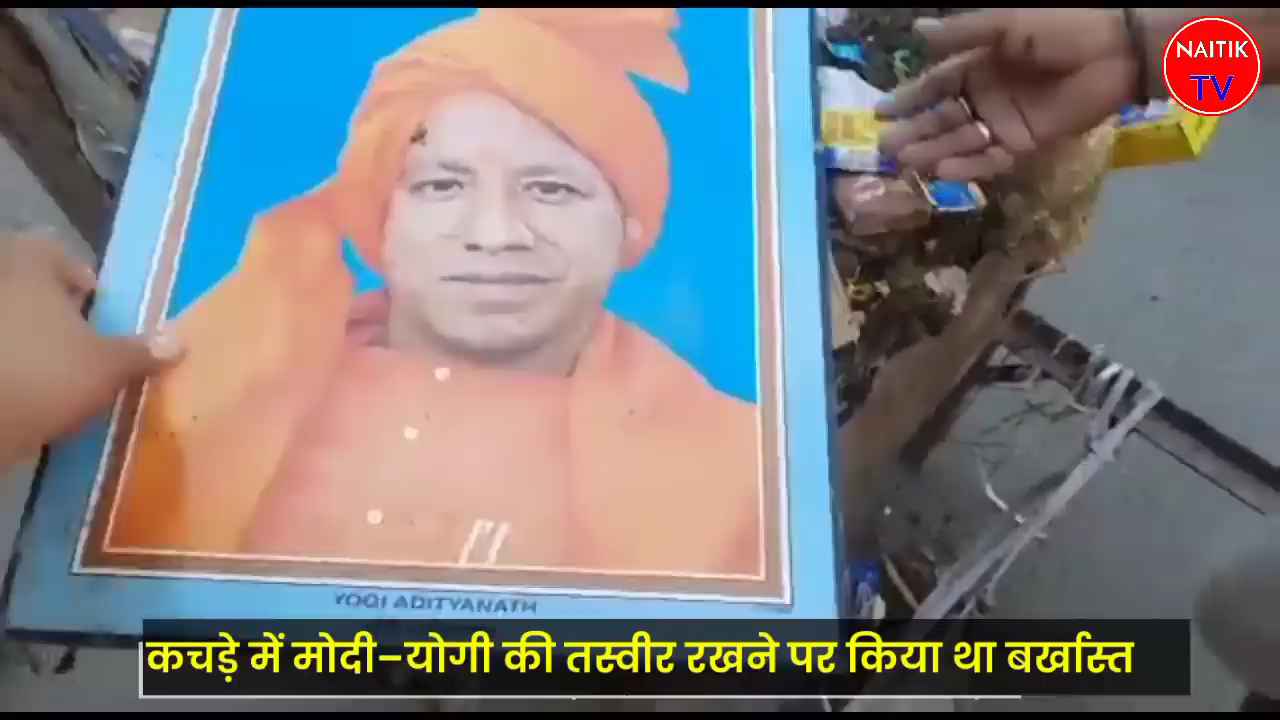 NAITIK
TV
YOGI ADITYANATH
कचड़े में मोदी-योगी की तस्वीर रखने पर किया था बर्खास्त